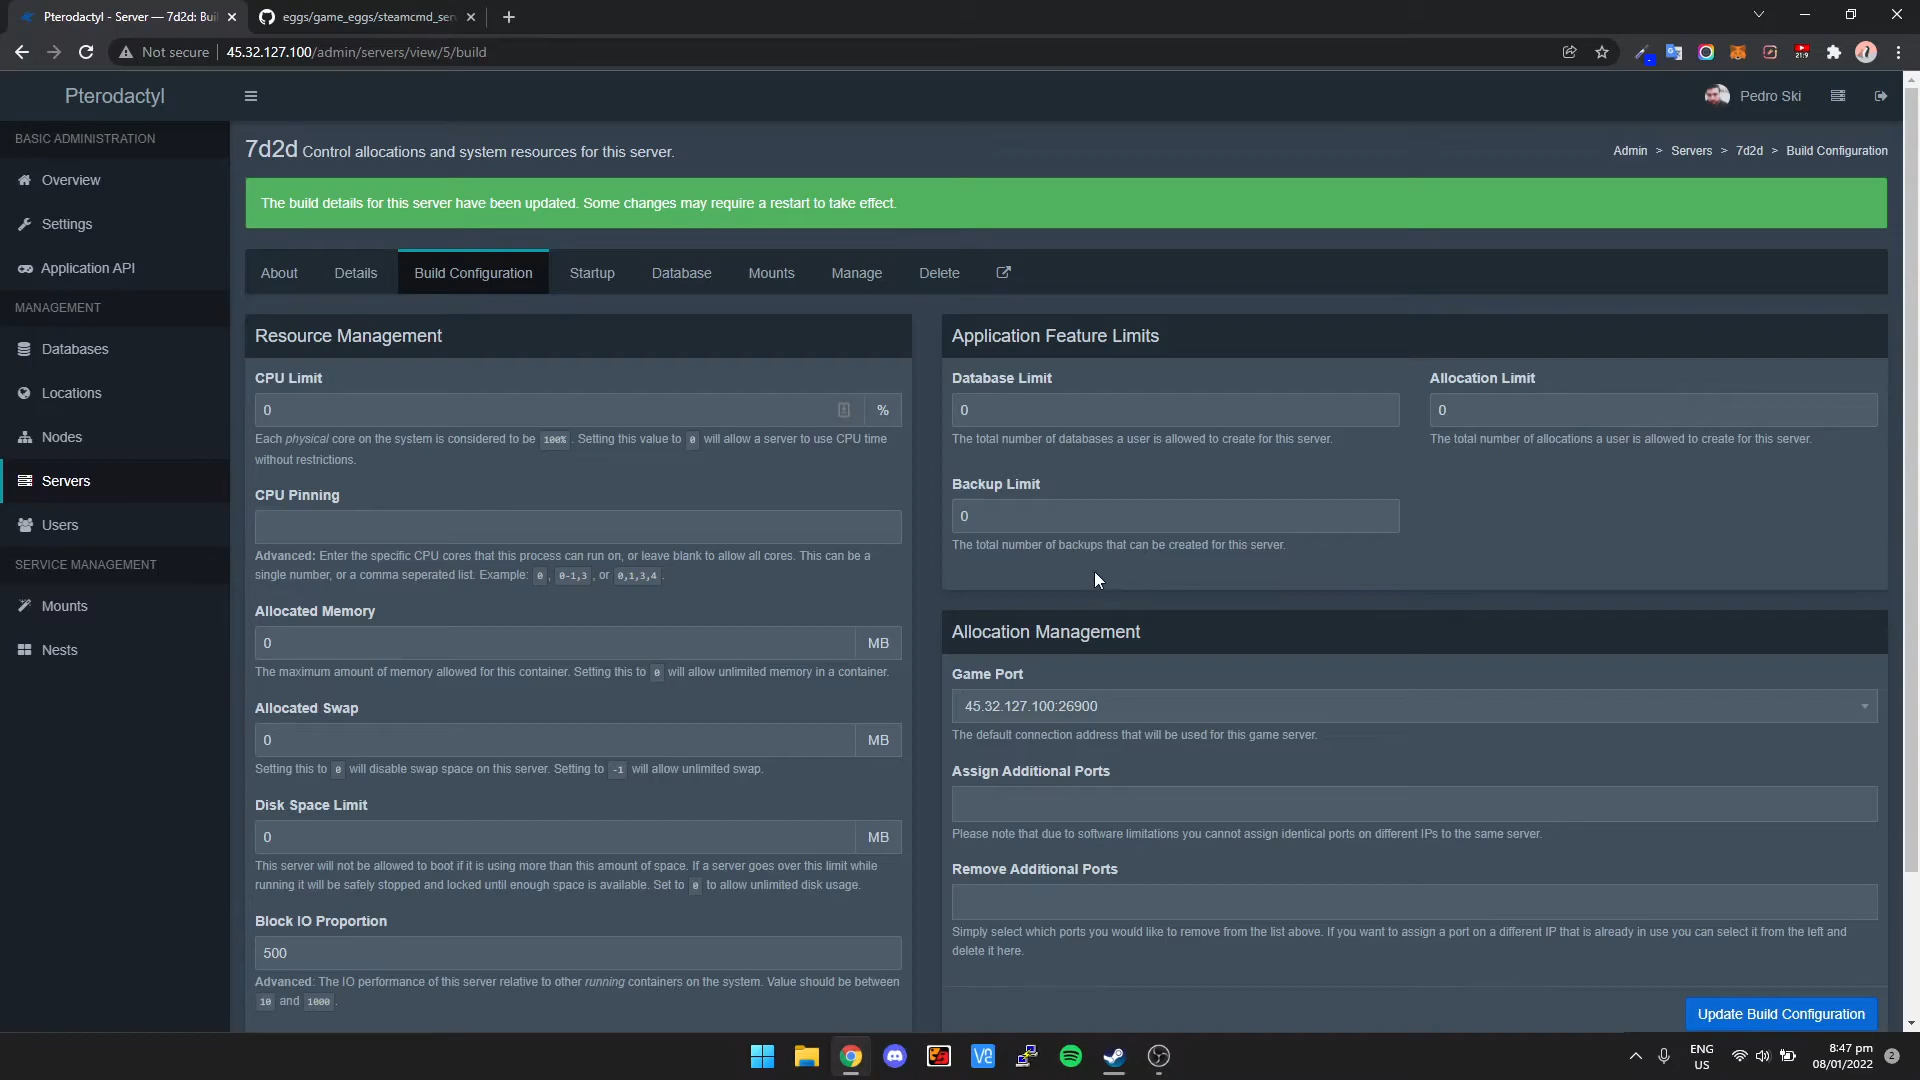 Pterodactyl - Server — 7d2d: Bui
eggs/game_eggs/steamcmd_ser
Not secure
45.32.127.100/admin/servers/view/5/build
21:9
Pterodactyl
Pedro Ski
BASIC ADMINISTRATION
Overview
Settings
Application API
MANAGEMENT
Databases
Locations
Nodes
Servers
Users
SERVICE MANAGEMENT
Mounts
Nests
7d2d Control allocations and system resources for this server.
Admin > Servers > 7d2d > Build Configuration
The build details for this server have been updated. Some changes may require a restart to take effect.
About
Details
Build Configuration
Startup
Database
Mounts
Manage
Delete
Resource Management
CPU Limit
0
%
Each physical core on the system is considered to be 100% . Setting this value to 0 will allow a server to use CPU time
without restrictions.
CPU Pinning
Advanced: Enter the specific CPU cores that this process can run on, or leave blank to allow all cores. This can be a
single number, or a comma seperated list. Example: 0 , 0-1,3 , or 0,1,3,4 .
Allocated Memory
0
MB
The maximum amount of memory allowed for this container. Setting this to 0 will allow unlimited memory in a container.
Allocated Swap
0
MB
Setting this to 0 will disable swap space on this server. Setting to -1 will allow unlimited swap.
Disk Space Limit
0
MB
This server will not be allowed to boot if it is using more than this amount of space. If a server goes over this limit while
running it will be safely stopped and locked until enough space is available. Set to 0 to allow unlimited disk usage.
Block IO Proportion
500
Advanced: The IO performance of this server relative to other running containers on the system. Value should be between
10 and 1000 .
Application Feature Limits
Database Limit
0
The total number of databases a user is allowed to create for this server.
Allocation Limit
0
The total number of allocations a user is allowed to create for this server.
Backup Limit
0
The total number of backups that can be created for this server.
Allocation Management
Game Port
45.32.127.100:26900
The default connection address that will be used for this game server.
Assign Additional Ports
Please note that due to software limitations you cannot assign identical ports on different IPs to the same server.
Remove Additional Ports
Simply select which ports you would like to remove from the list above. If you want to assign a port on a different IP that is already in use you can select it from the left and
delete it here.
Update Build Configuration
ENG
US
8:47 pm
08/01/2022
2